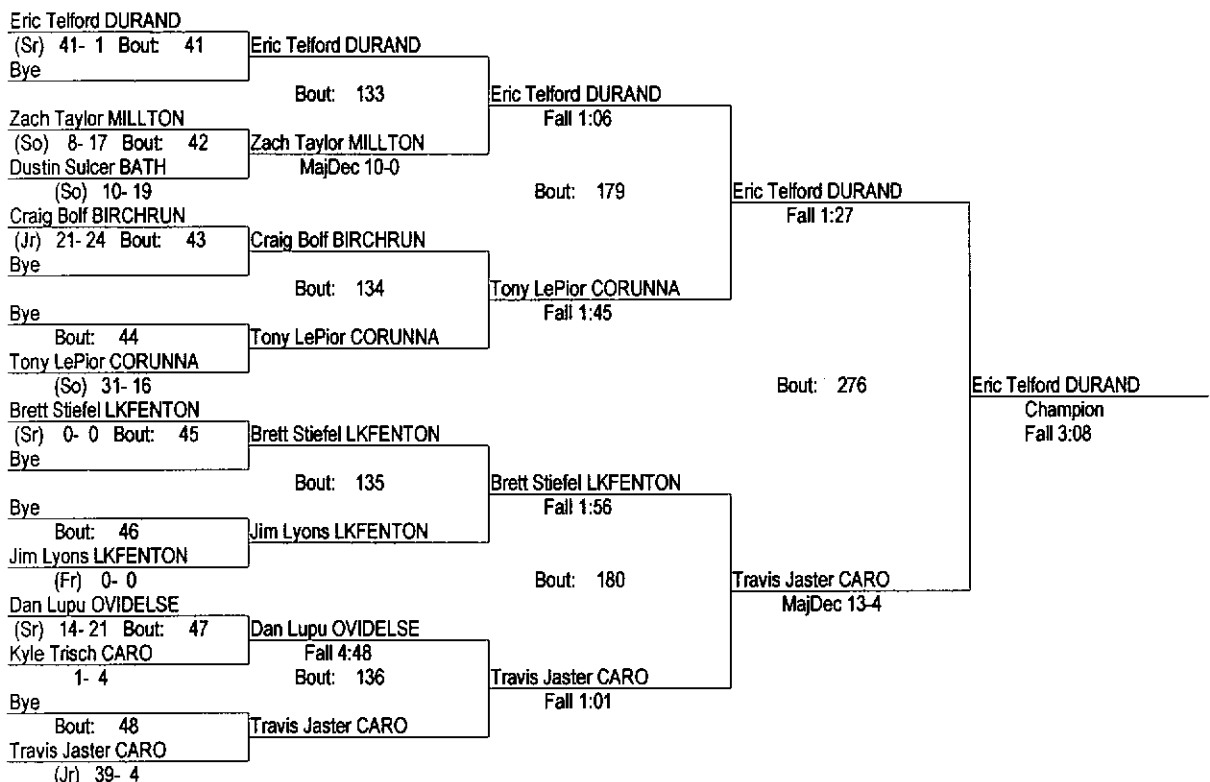 Eric Telford DURAND
(Sr) 41- 1 Bout: 41
Bye
Zach Taylor MILLTON
(So) 8- 17 Bout: 42
Dustin Sulcer BATH
(So) 10- 19
Craig Bolf BIRCHRUN
(Jr) 21- 24 Bout: 43
Bye
Bye
Bout: 44
Tony LePior CORUNNA
(So) 31- 16
Brett Stiefel LKFENTON
(Sr) 0- 0 Bout: 45
Bye
Bye
Bout: 46
Jim Lyons LKFENTON
(Fr) 0- 0
Dan Lupu OVIDELSE
(Sr) 14- 21 Bout: 47
Kyle Trisch CARO
1- 4
Bye
Bout: 48
Travis Jaster CARO
(Jr) 39- 4
Eric Telford DURAND
Bout: 133
Zach Taylor MILLTON
MajDec 10-0
Craig Bolf BIRCHRUN
Bout: 134
Tony LePior CORUNNA
Brett Stiefel LKFENTON
Bout: 135
Jim Lyons LKFENTON
Dan Lupu OVIDELSE
Fall 4:48
Bout: 136
Travis Jaster CARO
Eric Telford DURAND
Fall 1:06
Bout: 179
Tony LePior CORUNNA
Fall 1:45
Brett Stiefel LKFENTON
Fall 1:56
Bout: 180
Travis Jaster CARO
Fall 1:01
Eric Telford DURAND
Fall 1:27
Bout: 276
Travis Jaster CARO
MajDec 13-4
Eric Telford DURAND
Champion
Fall 3:08